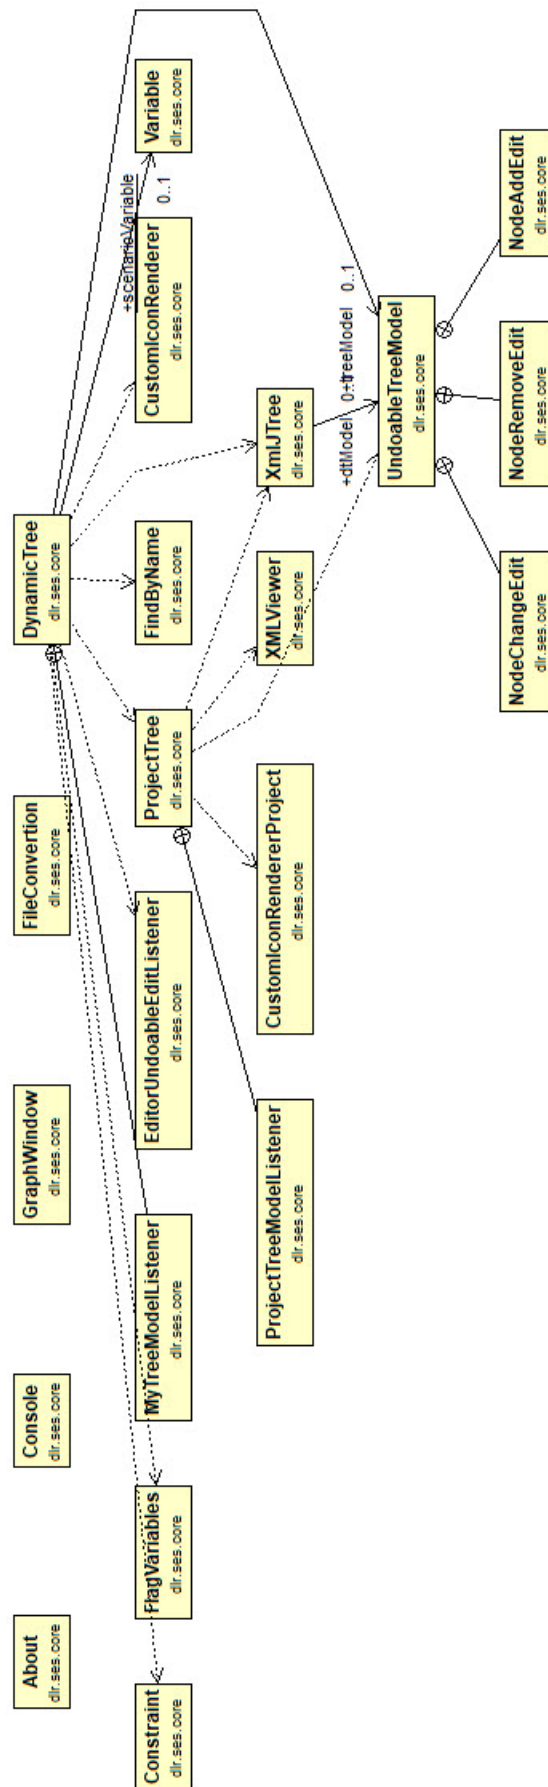 About
dlr.ses.core
Console
dlr.ses.core
GraphWindow
dlr.ses.core
FileConvertion
dlr.ses.core
DynamicTree
dlr.ses.core
Constraint
dlr.ses.core
FlagVariables
dlr.ses.core
MyTreeModelListener
dlr.ses.core
EditorUndoableEditListener
dlr.ses.core
ProjectTree
dlr.ses.core
FindByName
dlr.ses.core
CustomIconRenderer
dlr.ses.core
+scenarioVariable
0..1
Variable
dlr.ses.core
ProjectTreeModelListener
dlr.ses.core
CustomIconRendererProject
dlr.ses.core
XMLViewer
dlr.ses.core
XmlJTree
dlr.ses.core
+dtModel
+treeModel
0..1
UndoableTreeModel
dlr.ses.core
NodeChangeEdit
dlr.ses.core
NodeRemoveEdit
dlr.ses.core
NodeAddEdit
dlr.ses.core